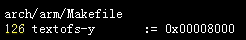 arch/arm/Makefile
126 textofs-y      := 0x00008000